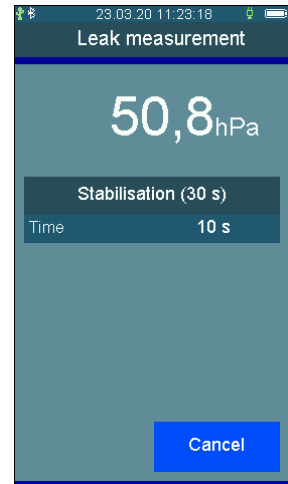 23.03.20 11:23:18
Leak measurement
50,8hPa
Stabilisation (30 s)
Time 10 s
Cancel